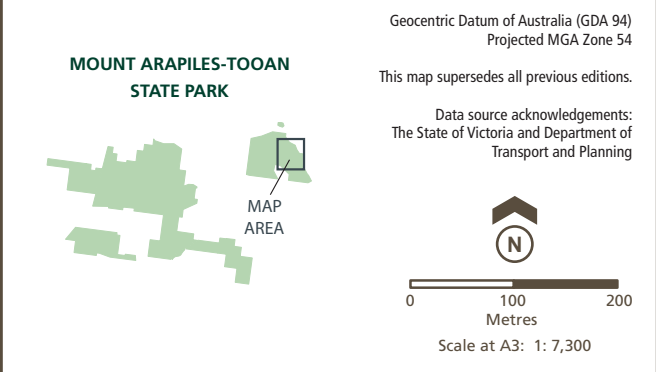 MOUNT ARAPILES-TOOAN
STATE PARK
MAP
AREA
Geocentric Datum of Australia (GDA 94)
Projected MGA Zone 54
This map supersedes all previous editions.
Data source acknowledgements:
The State of Victoria and Department of
Transport and Planning
N
0 100 200
Metres
Scale at A3: 1: 7,300